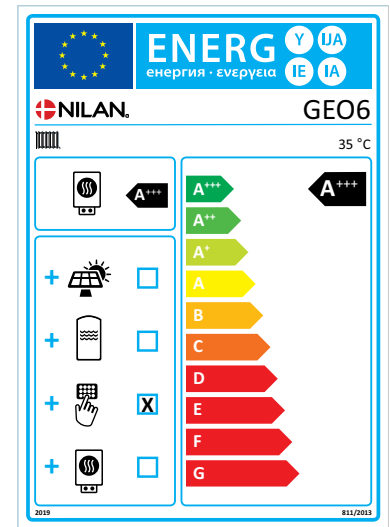 ENERG Y IJA
енергия · ενεργεια IE IA
NILAN
GEO6
35 °C
A+++
A+++
A+++
A++
A+
A
B
C
D
E
F
G
+
+
+ X
+
2019
811/2013